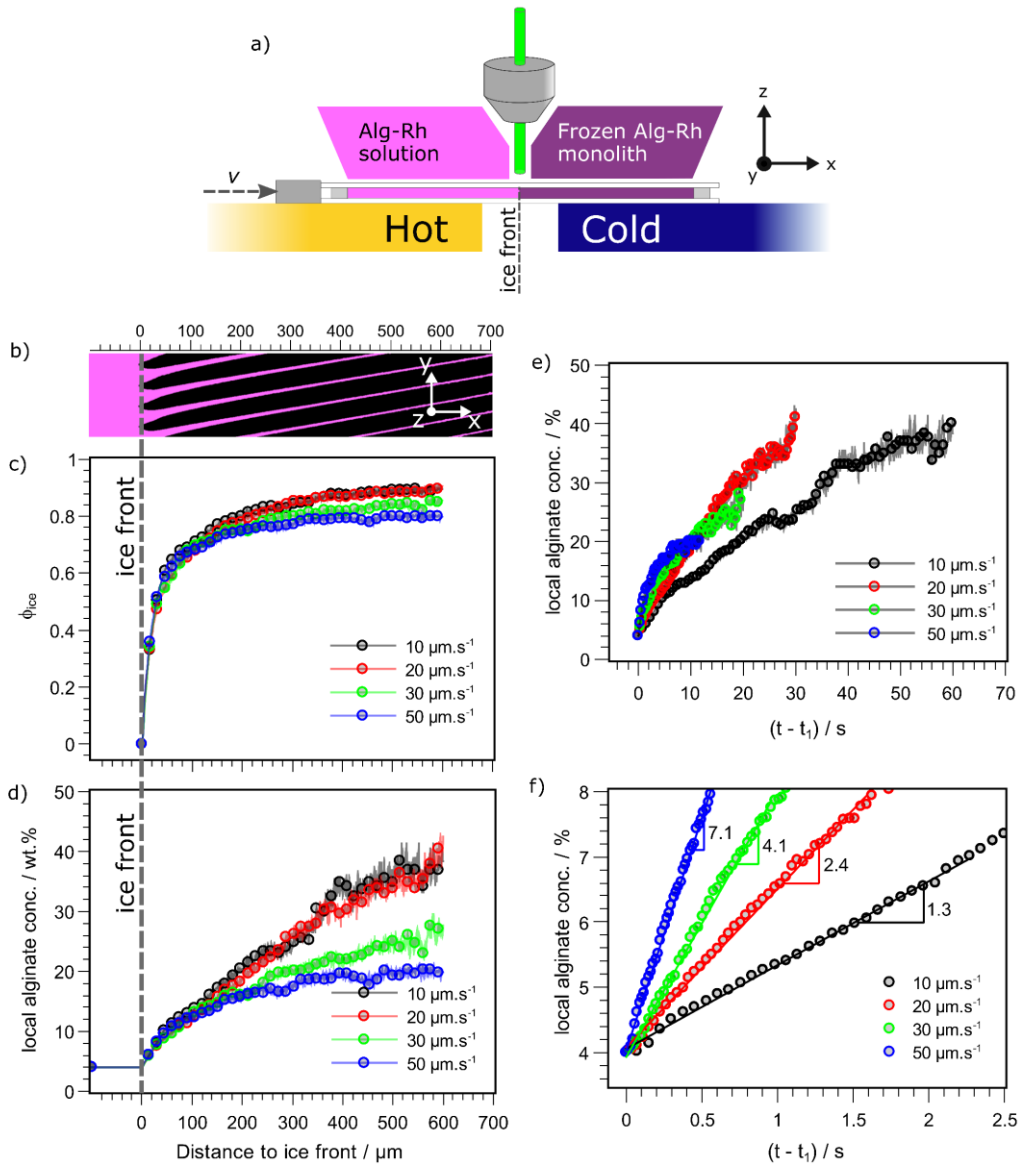 a)
Alg-Rh
solution
Frozen Alg-Rh
monolith
z
x
y
v
Hot
Cold
ice front
0 100 200 300 400 500 600 700
b)
y
z
x
c)
1
0.8
0.6
0.4
0.2
0
ϕice
ice front
10 µm.s-1
20 µm.s-1
30 µm.s-1
50 µm.s-1
d)
50
40
30
20
10
0
local alginate conc. / wt.%
ice front
10 µm.s-1
20 µm.s-1
30 µm.s-1
50 µm.s-1
0 100 200 300 400 500 600 700
Distance to ice front / µm
e)
50
40
30
20
10
0
local alginate conc. / %
10 µm.s-1
20 µm.s-1
30 µm.s-1
50 µm.s-1
0 10 20 30 40 50 60 70
(t - t1) / s
f)
8
7
6
5
4
local alginate conc. / %
7.1
4.1
2.4
1.3
10 µm.s-1
20 µm.s-1
30 µm.s-1
50 µm.s-1
0 0.5 1 1.5 2 2.5
(t - t1) / s